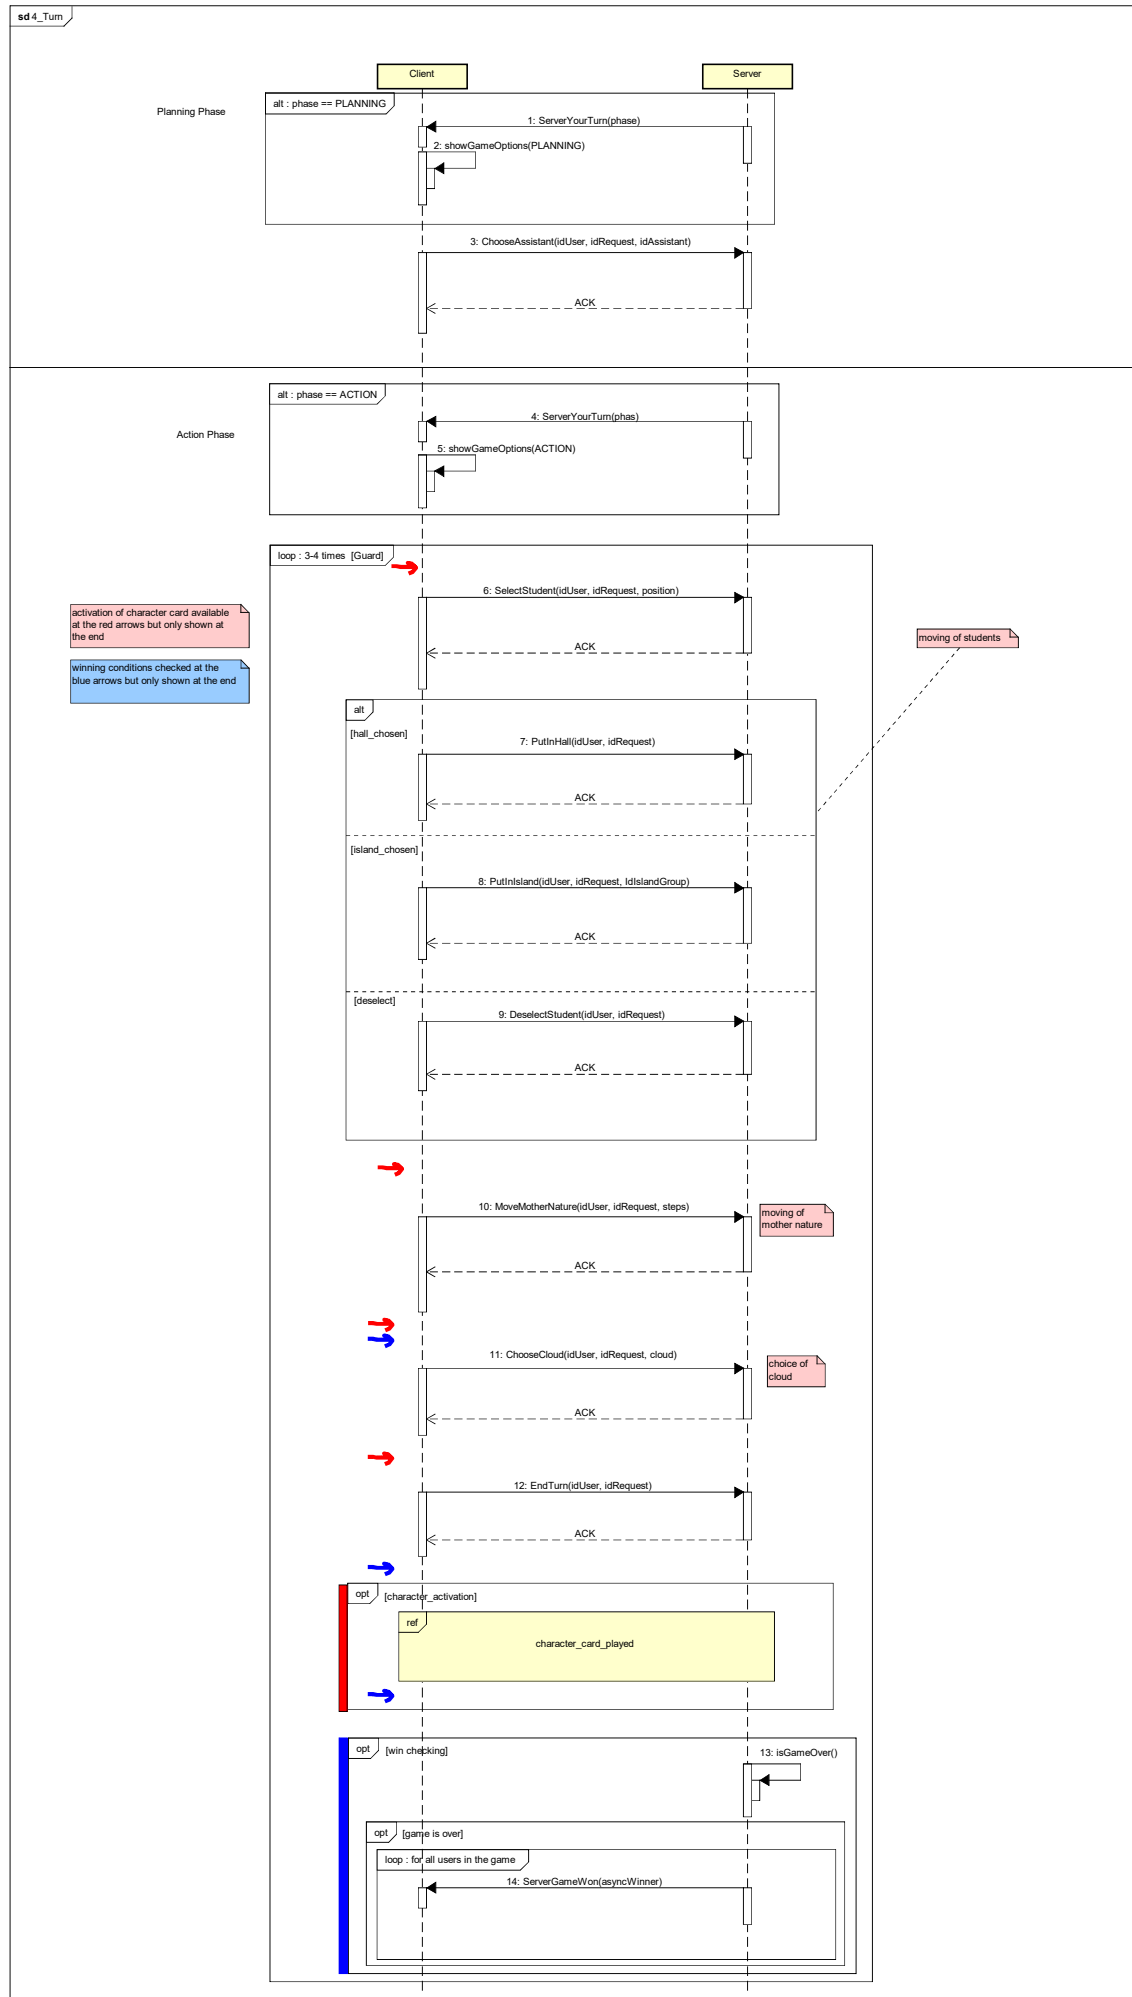 sd 4_Turn
Client
Server
Planning Phase
alt : phase == PLANNING
1: ServerYourTurn(phase)
2: showGameOptions(PLANNING)
3: ChooseAssistant(idUser, idRequest, idAssistant)
ACK
alt : phase == ACTION
Action Phase
4: ServerYourTurn(phas)
5: showGameOptions(ACTION)
loop : 3-4 times [Guard]
6: SelectStudent(idUser, idRequest, position)
activation of character card available
at the red arrows but only shown at
the end
moving of students
ACK
winning conditions checked at the
blue arrows but only shown at the end
alt
[hall_chosen]
7: PutInHall(idUser, idRequest)
ACK
[island_chosen]
8: PutInIsland(idUser, idRequest, IdIslandGroup)
ACK
[deselect]
9: DeselectStudent(idUser, idRequest)
ACK
10: MoveMotherNature(idUser, idRequest, steps)
moving of
mother nature
ACK
11: ChooseCloud(idUser, idRequest, cloud)
choice of
cloud
ACK
12: EndTurn(idUser, idRequest)
ACK
opt
[character_activation]
ref
character_card_played
opt
[win checking]
13: isGameOver()
opt
[game is over]
loop : for all users in the game
14: ServerGameWon(asyncWinner)